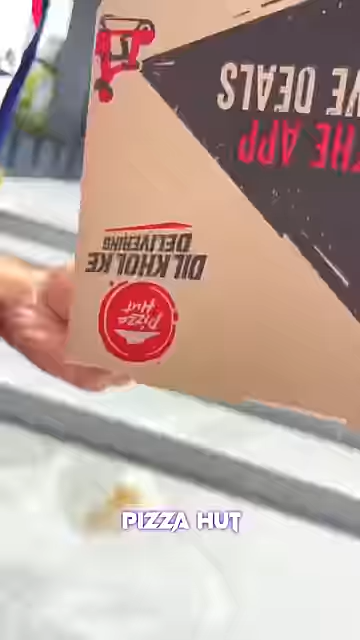 VE DEALS
THE APP
DIL KHOL KE
DELIVERING
Pizza
Hut
PIZZA HUT